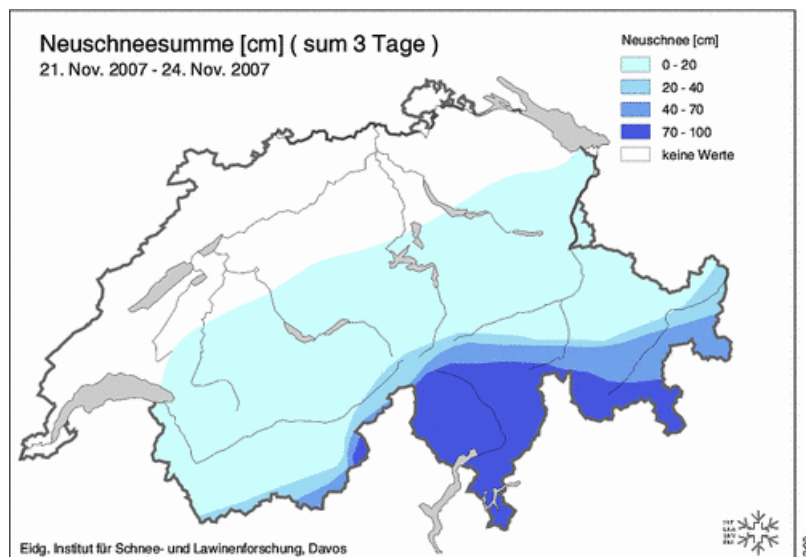 Neuschneesumme [cm] ( sum 3 Tage )
21. Nov. 2007 - 24. Nov. 2007
Neuschnee [cm]
0 - 20
20 - 40
40 - 70
70 - 100
keine Werte
Eidg. Institut für Schnee- und Lawinenforschung, Davos